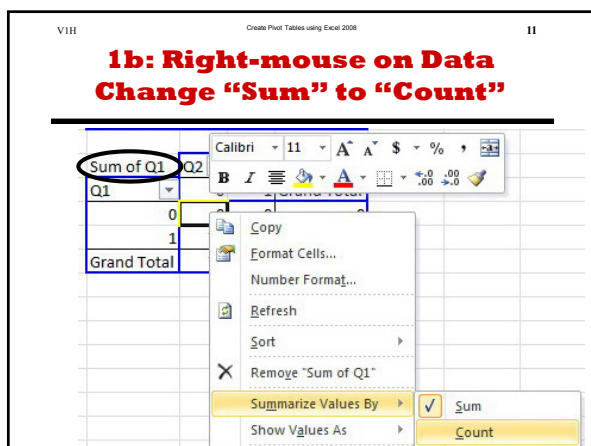 V1H
Create Pivot Tables using Excel 2008
11
1b: Right-mouse on Data
Change “Sum” to “Count”
Calibri 11 A A $ % ,
B I A .00 .00
Sum of Q1 Q2
Q1
0
1
Grand Total
Copy
Format Cells...
Number Format...
Refresh
Sort
Remove "Sum of Q1"
Summarize Values By
Sum
Show Values As
Count